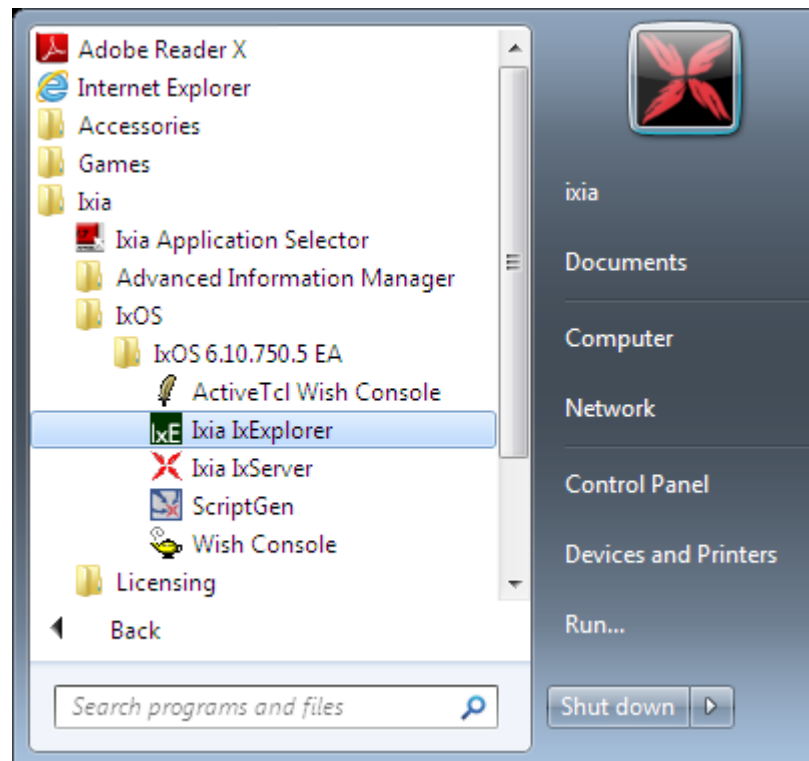 Adobe Reader X
Internet Explorer
Accessories
Games
Ixia
Ixia Application Selector
Advanced Information Manager
IxOS
IxOS 6.10.750.5 EA
ActiveTcl Wish Console
IxE Ixia IxExplorer
Ixia IxServer
ScriptGen
Wish Console
Licensing
Back
Search programs and files
ixia
Documents
Computer
Network
Control Panel
Devices and Printers
Run...
Shut down